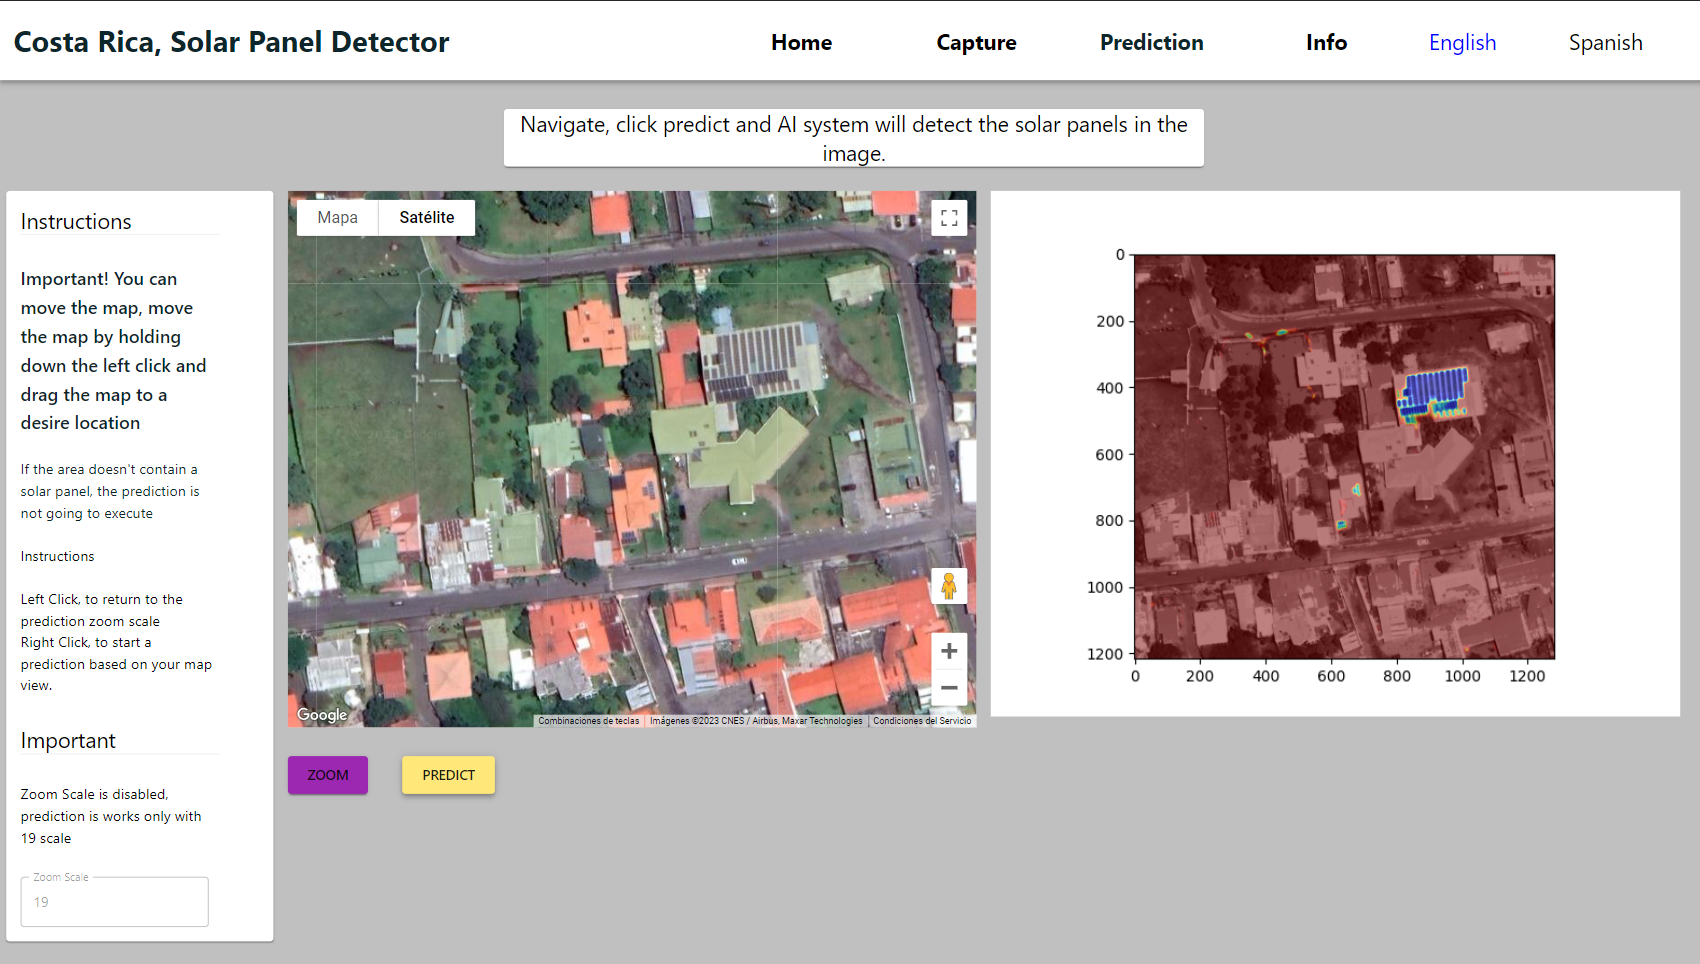 Costa Rica, Solar Panel Detector
Home
Capture
Prediction
Info
English
Spanish
Navigate, click predict and AI system will detect the solar panels in the
image.
Instructions
Important! You can
move the map, move
the map by holding
down the left click and
drag the map to a
desire location
If the area doesn't contain a
solar panel, the prediction is
not going to execute
Instructions
Left Click, to return to the
prediction zoom scale
Right Click, to start a
prediction based on your map
view.
Important
Zoom Scale is disabled,
prediction is works only with
19 scale
Zoom Scale
19
Mapa
Satélite
Google
Combinaciones de teclas
Imágenes ©2023 CNES / Airbus, Maxar Technologies
Condiciones del Servicio
ZOOM
PREDICT
0
200
400
600
800
1000
1200
0
200
400
600
800
1000
1200